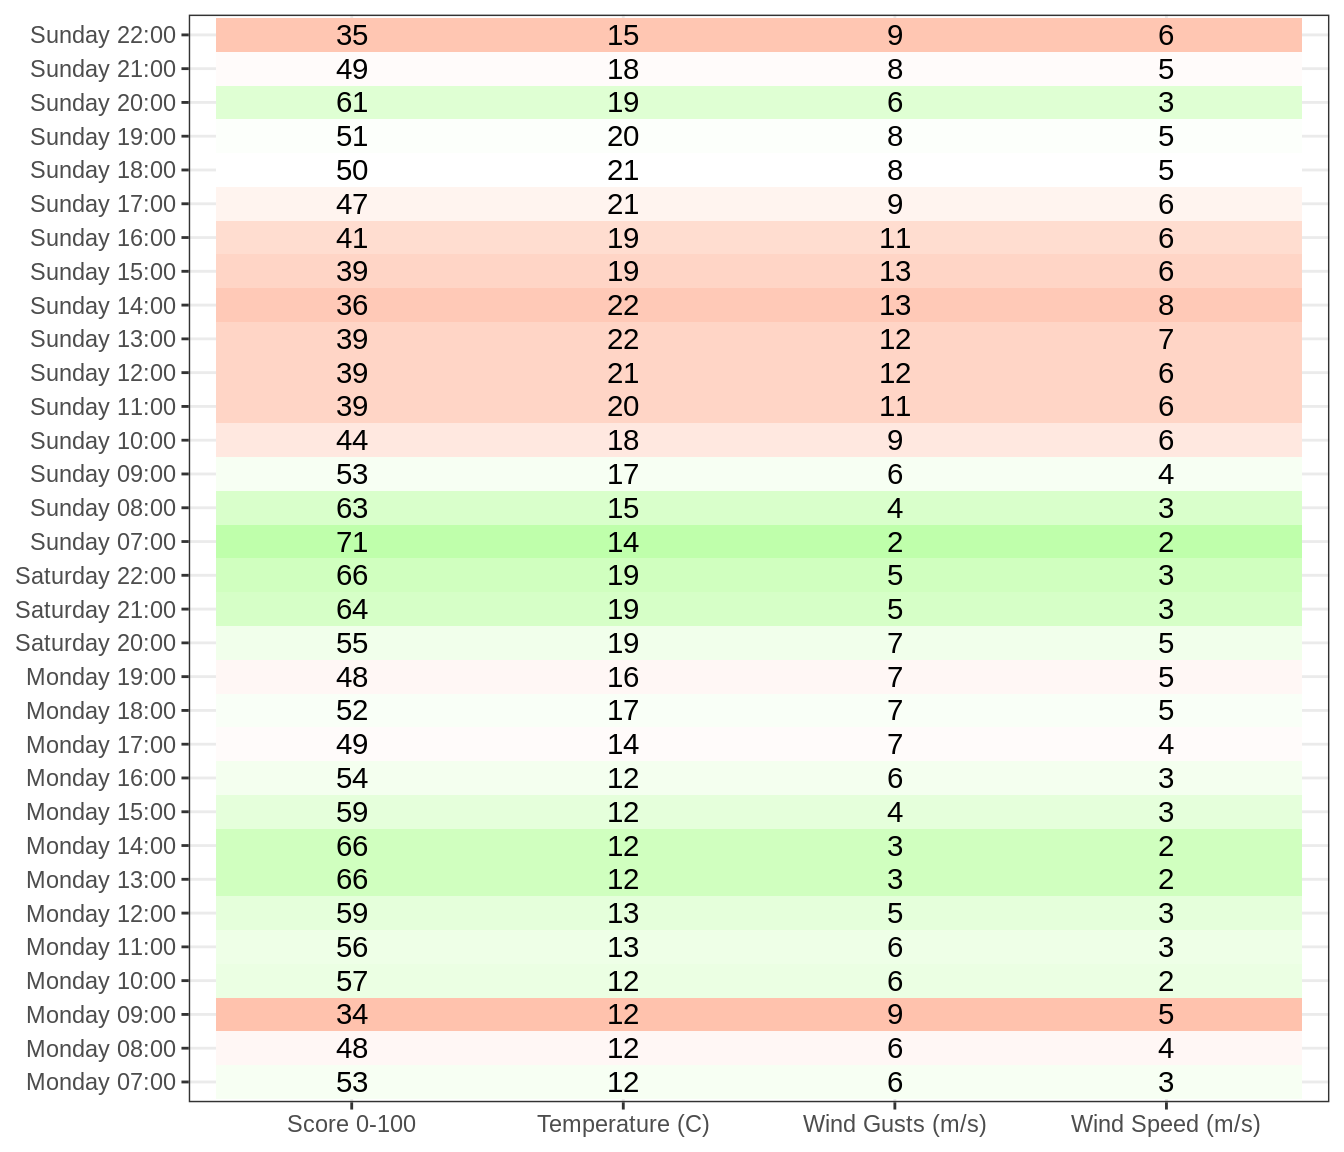 Sunday 22:00 35 15 9 6
Sunday 21:00 49 18 8 5
Sunday 20:00 61 19 6 3
Sunday 19:00 51 20 8 5
Sunday 18:00 50 21 8 5
Sunday 17:00 47 21 9 6
Sunday 16:00 41 19 11 6
Sunday 15:00 39 19 13 6
Sunday 14:00 36 22 13 8
Sunday 13:00 39 22 12 7
Sunday 12:00 39 21 12 6
Sunday 11:00 39 20 11 6
Sunday 10:00 44 18 9 6
Sunday 09:00 53 17 6 4
Sunday 08:00 63 15 4 3
Sunday 07:00 71 14 2 2
Saturday 22:00 66 19 5 3
Saturday 21:00 64 19 5 3
Saturday 20:00 55 19 7 5
Monday 19:00 48 16 7 5
Monday 18:00 52 17 7 5
Monday 17:00 49 14 7 4
Monday 16:00 54 12 6 3
Monday 15:00 59 12 4 3
Monday 14:00 66 12 3 2
Monday 13:00 66 12 3 2
Monday 12:00 59 13 5 3
Monday 11:00 56 13 6 3
Monday 10:00 57 12 6 2
Monday 09:00 34 12 9 5
Monday 08:00 48 12 6 4
Monday 07:00 53 12 6 3
Score 0-100 Temperature (C) Wind Gusts (m/s) Wind Speed (m/s)